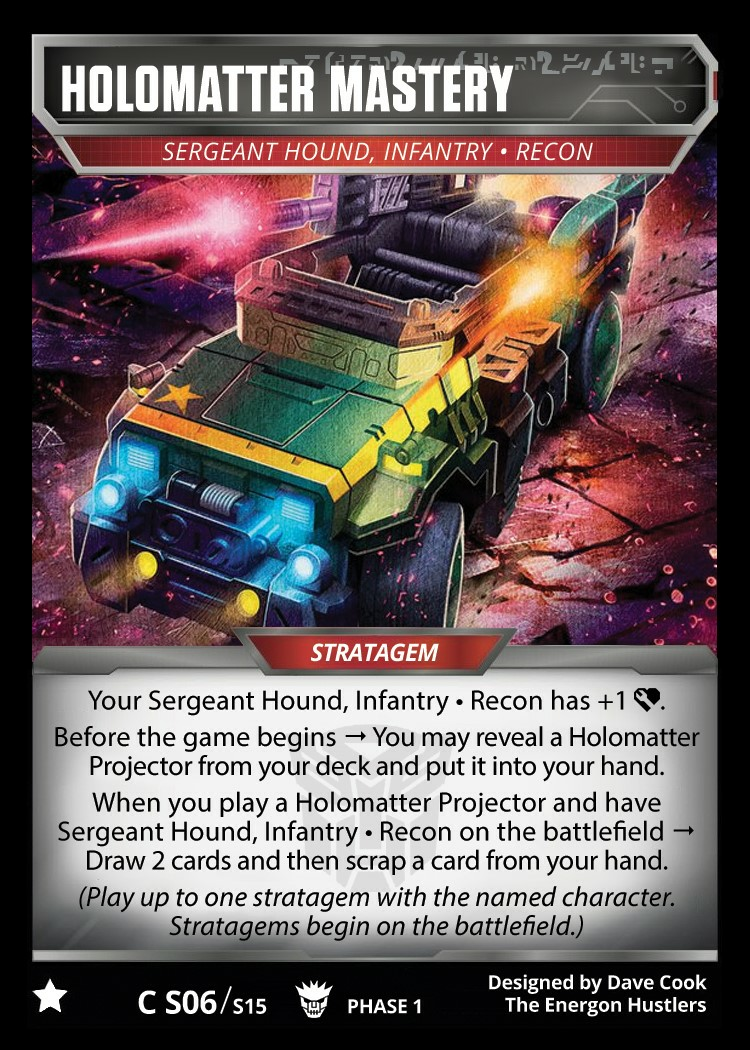 HOLOMATTER MASTERY
SERGEANT HOUND, INFANTRY • RECON
STRATAGEM
Your Sergeant Hound, Infantry • Recon has +1 .
Before the game begins → You may reveal a Holomatter
Projector from your deck and put it into your hand.
When you play a Holomatter Projector and have
Sergeant Hound, Infantry • Recon on the battlefield →
Draw 2 cards and then scrap a card from your hand.
(Play up to one stratagem with the named character.
Stratagems begin on the battlefield.)
C S06/S15 PHASE 1
Designed by Dave Cook
The Energon Hustlers